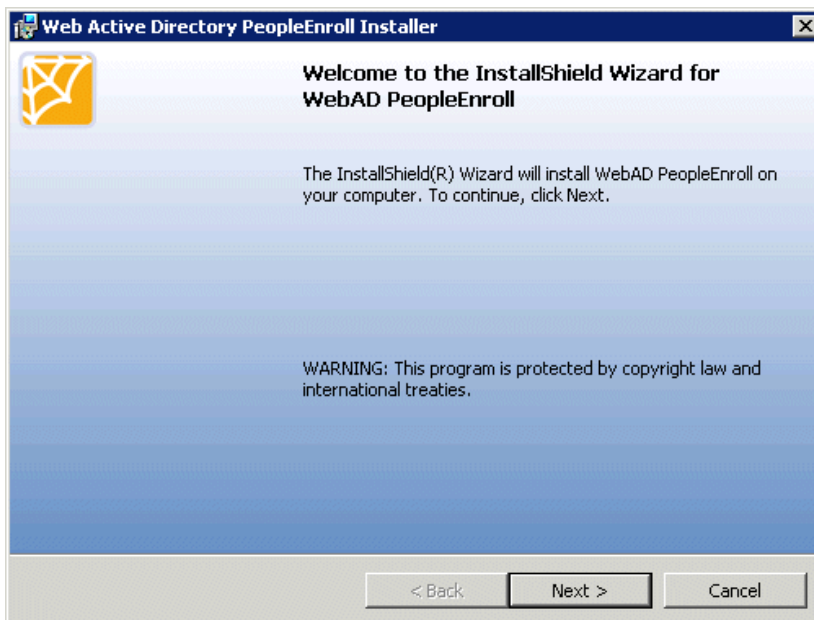 Web Active Directory PeopleEnroll Installer
Welcome to the InstallShield Wizard for
WebAD PeopleEnroll
The InstallShield(R) Wizard will install WebAD PeopleEnroll on
your computer. To continue, click Next.
WARNING: This program is protected by copyright law and
international treaties.
< Back
Next >
Cancel